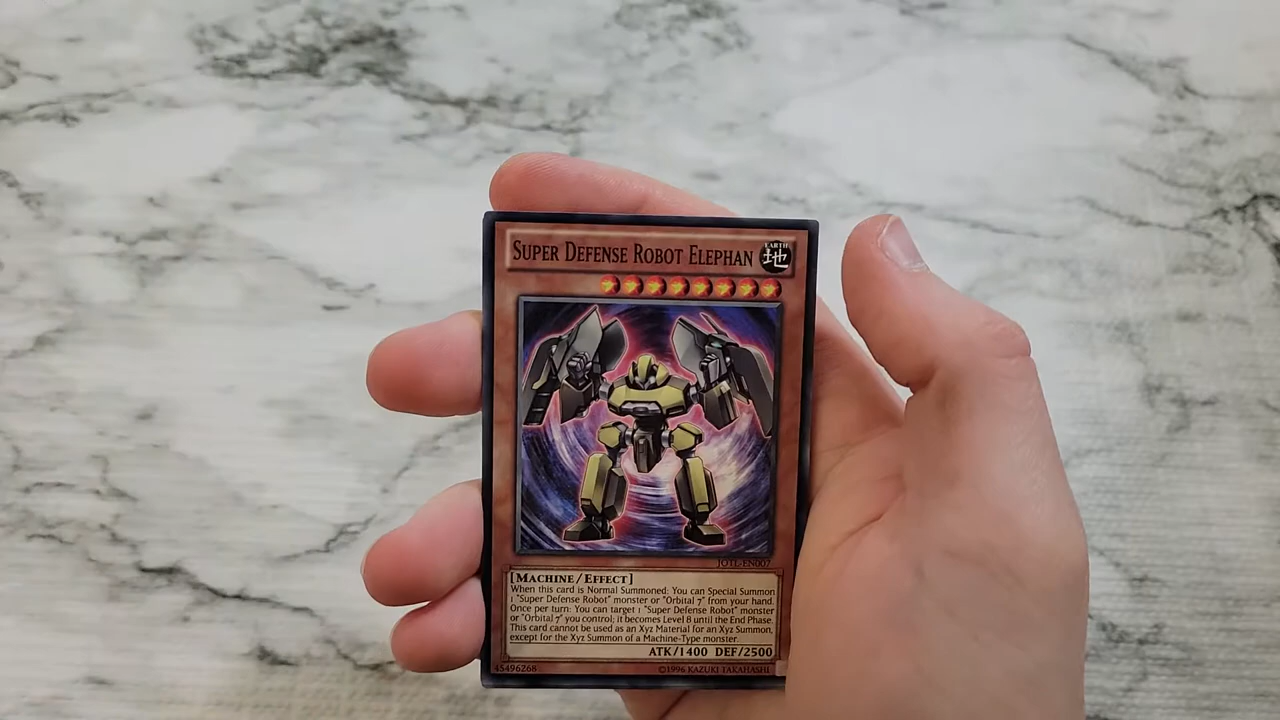 SUPER DEFENSE ROBOT ELEPHAN
EARTH
地
JOTL-EN007
[MACHINE/EFFECT]
When this card is Normal Summoned: You can Special Summon
1 "Super Defense Robot" monster or "Orbital 7" from your hand.
Once per turn: You can target 1 "Super Defense Robot" monster
or "Orbital 7" you control; it becomes Level 8 until the End Phase.
This card cannot be used as an Xyz Material for an Xyz Summon,
except for the Xyz Summon of a Machine-Type monster.
ATK/1400 DEF/2500
45496268
©1996 KAZUKI TAKAHASHI